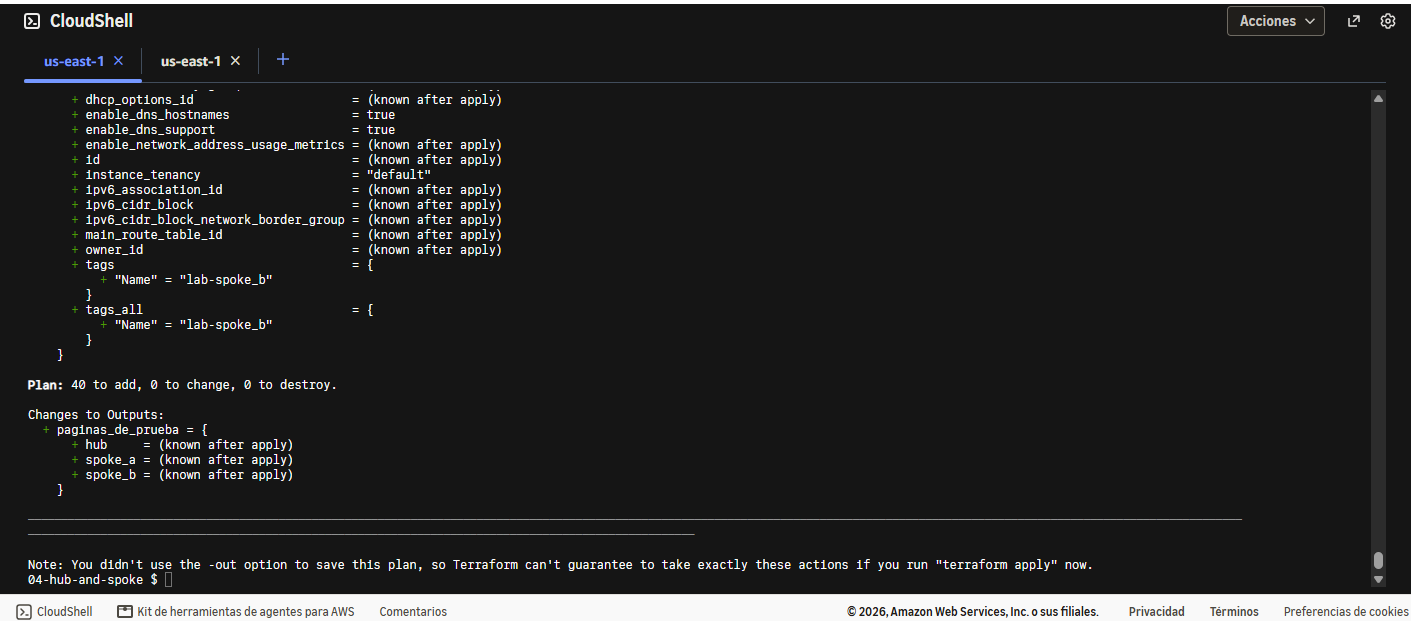 CloudShell
Acciones
us-east-1
us-east-1
+ dhcp_options_id = (known after apply)
+ enable_dns_hostnames = true
+ enable_dns_support = true
+ enable_network_address_usage_metrics = (known after apply)
+ id = (known after apply)
+ instance_tenancy = "default"
+ ipv6_association_id = (known after apply)
+ ipv6_cidr_block = (known after apply)
+ ipv6_cidr_block_network_border_group = (known after apply)
+ main_route_table_id = (known after apply)
+ owner_id = (known after apply)
+ tags = {
+ "Name" = "lab-spoke_b"
}
+ tags_all = {
+ "Name" = "lab-spoke_b"
}
}
Plan: 40 to add, 0 to change, 0 to destroy.
Changes to Outputs:
+ paginas_de_prueba = {
+ hub = (known after apply)
+ spoke_a = (known after apply)
+ spoke_b = (known after apply)
}
Note: You didn't use the -out option to save this plan, so Terraform can't guarantee to take exactly these actions if you run "terraform apply" now.
04-hub-and-spoke $
CloudShell Kit de herramientas de agentes para AWS Comentarios © 2026, Amazon Web Services, Inc. o sus filiales. Privacidad Términos Preferencias de cookies